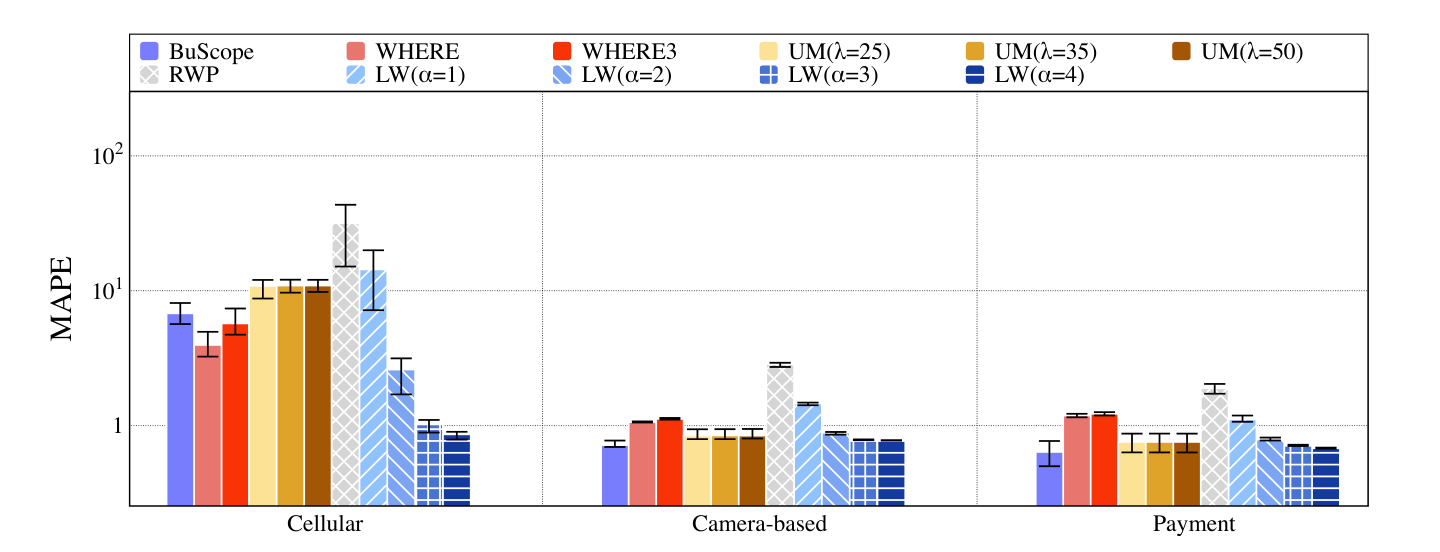 BuScope WHERE WHERE3 UM(λ=25) UM(λ=35) UM(λ=50)
RWP LW(α=1) LW(α=2) LW(α=3) LW(α=4)
10²
10¹
1
MAPE
Cellular Camera-based Payment